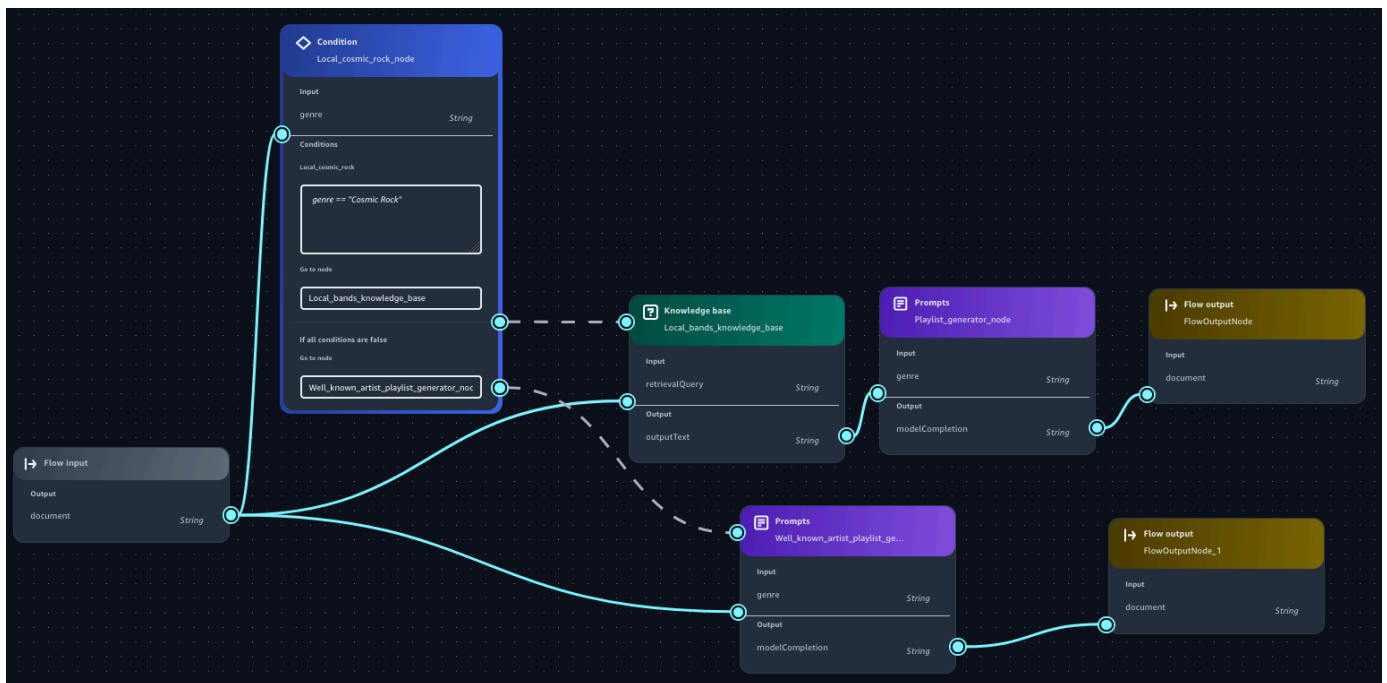 Condition
Local_cosmic_rock_node
Input
genre String
Conditions
Local_cosmic_rock
genre == "Cosmic Rock"
Go to node
Local_bands_knowledge_base
If all conditions are false
Go to node
Well_known_artist_playlist_generator_noc
Flow input
Output
document String
Knowledge base
Local_bands_knowledge_base
Input
retrievalQuery String
Output
outputText String
Prompts
Playlist_generator_node
Input
genre String
Output
modelCompletion String
Flow output
FlowOutputNode
Input
document String
Prompts
Well_known_artist_playlist_ge...
Input
genre String
Output
modelCompletion String
Flow output
FlowOutputNode_1
Input
document String